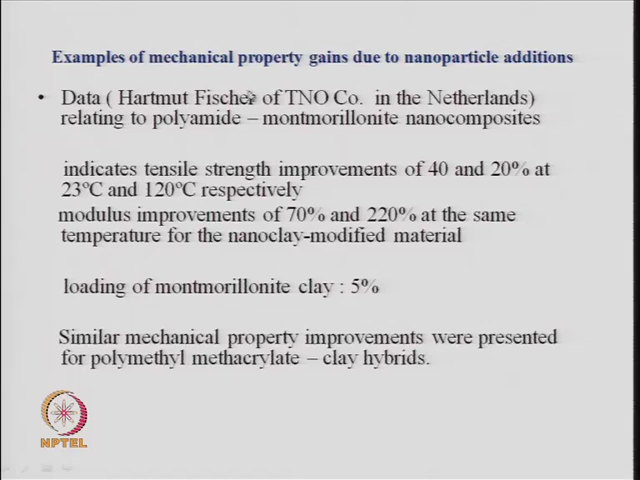 Examples of mechanical property gains due to nanoparticle additions
• Data ( Hartmut Fischer of TNO Co. in the Netherlands)
relating to polyamide – montmorillonite nanocomposites
indicates tensile strength improvements of 40 and 20% at
23ºC and 120ºC respectively
modulus improvements of 70% and 220% at the same
temperature for the nanoclay-modified material
loading of montmorillonite clay : 5%
Similar mechanical property improvements were presented
for polymethyl methacrylate – clay hybrids.
NPTEL